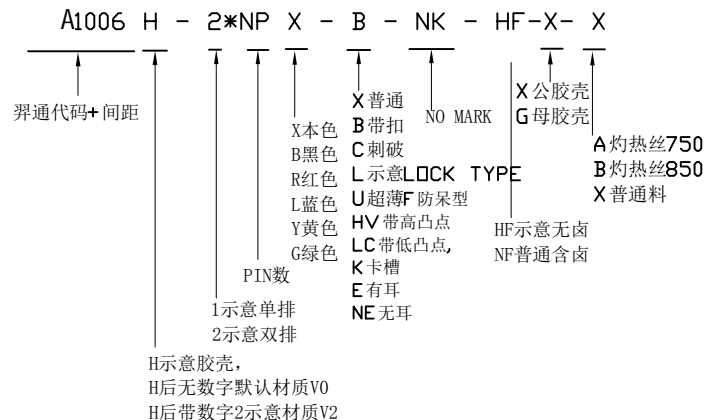 A1006 H - 2*NP X - B - NK - HF-X- X
羿通代码+间距
H示意胶壳,
H后无数字默认材质V0
H后带数字2示意材质V2
1示意单排
2示意双排
PIN数
X本色
B黑色
R红色
L蓝色
Y黄色
G绿色
X普通
B带扣
C刺破
L示意LOCK TYPE
U超薄F防呆型
HV带高凸点
LC带低凸点,
K卡槽
E有耳
NE无耳
NO MARK
HF示意无卤
NF普通含卤
X公胶壳
G母胶壳
A灼热丝750
B灼热丝850
X普通料